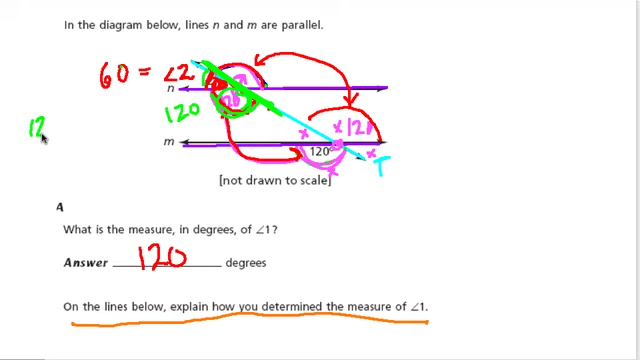 In the diagram below, lines n and m are parallel.
60 = ∠2
n
120
120
12
x 120
x
m
120°
x
x
T
[not drawn to scale]
A
What is the measure, in degrees, of ∠1?
Answer 120 degrees
On the lines below, explain how you determined the measure of ∠1.